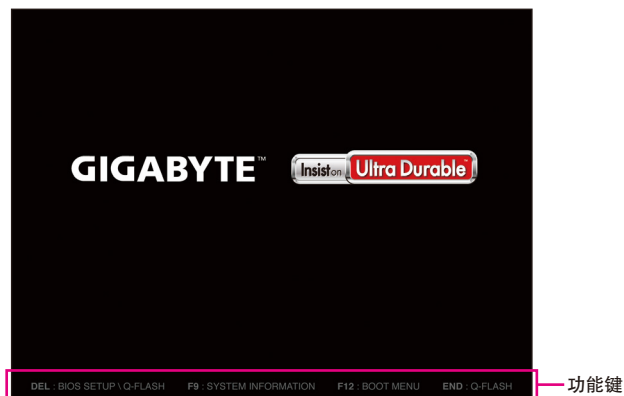 GIGABYTE™
Insist on Ultra Durable™
DEL : BIOS SETUP \ Q-FLASH F9 : SYSTEM INFORMATION F12 : BOOT MENU END : Q-FLASH
功能键